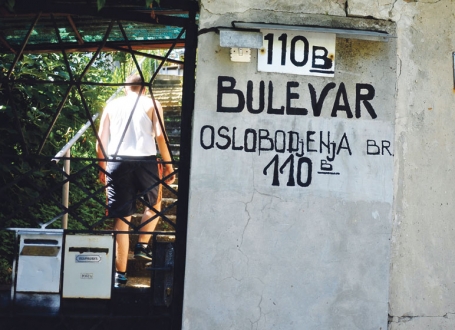 110B
BULEVAR
OSLOBODjENjA BR.
110B